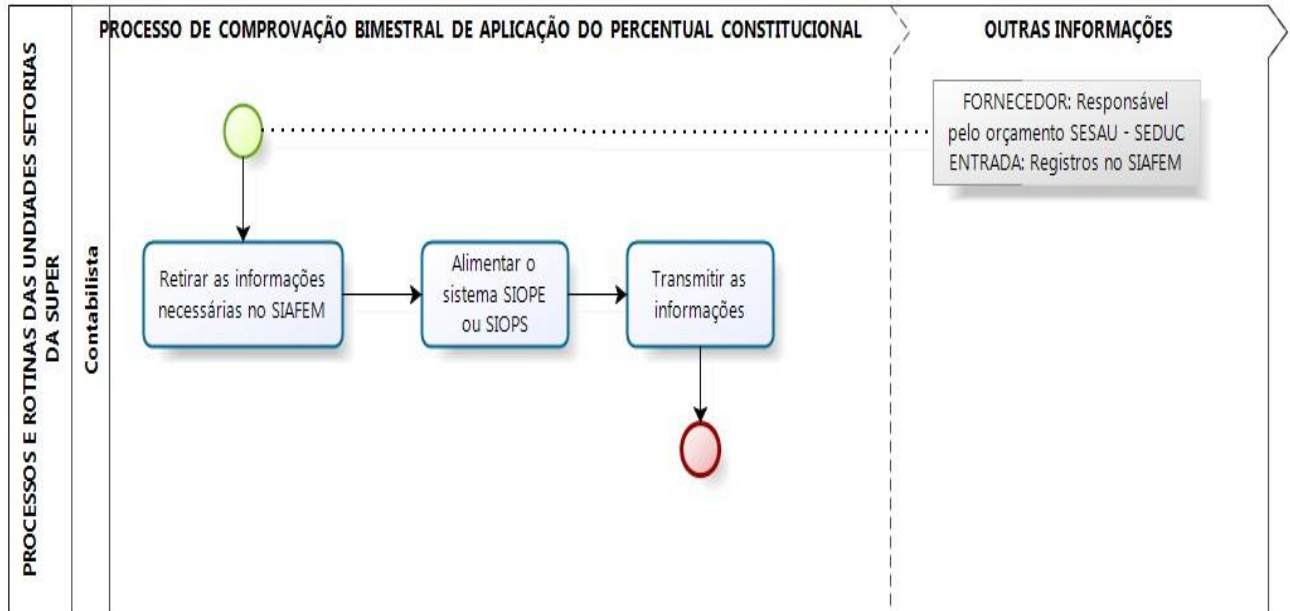 PROCESSOS E ROTINAS DAS UNDIADES SETORIAS
DA SUPER
Contabilista
PROCESSO DE COMPROVAÇÃO BIMESTRAL DE APLICAÇÃO DO PERCENTUAL CONSTITUCIONAL
OUTRAS INFORMAÇÕES
FORNECEDOR: Responsável
pelo orçamento SESAU - SEDUC
ENTRADA: Registros no SIAFEM
Retirar as informações
necessárias no SIAFEM
Alimentar o
sistema SIOPE
ou SIOPS
Transmitir as
informações